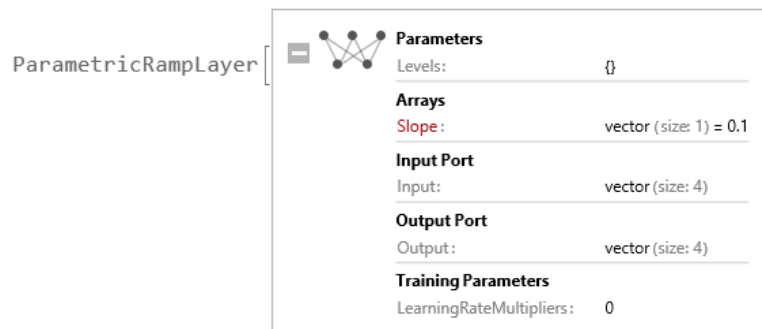 ParametricRampLayer[
Parameters
Levels: {}
Arrays
Slope: vector (size: 1) = 0.1
Input Port
Input: vector (size: 4)
Output Port
Output: vector (size: 4)
Training Parameters
LearningRateMultipliers: 0